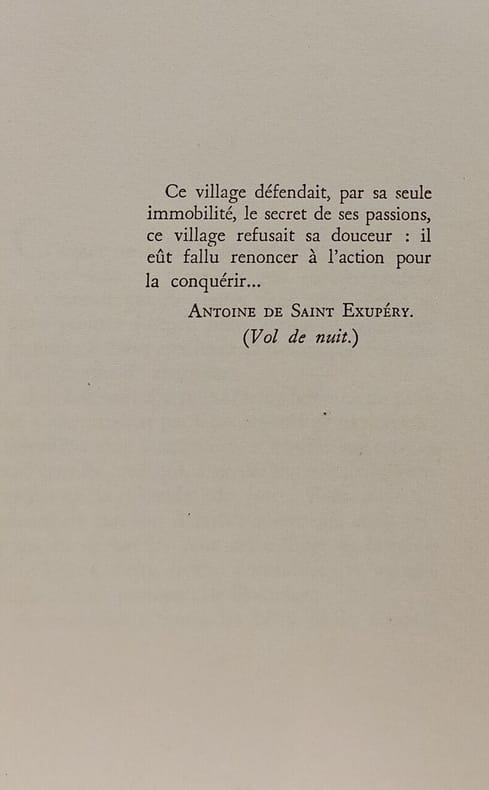 Ce village défendait, par sa seule
immobilité, le secret de ses passions,
ce village refusait sa douceur : il
eût fallu renoncer à l'action pour
la conquérir...
Antoine de Saint Exupéry.
(Vol de nuit.)